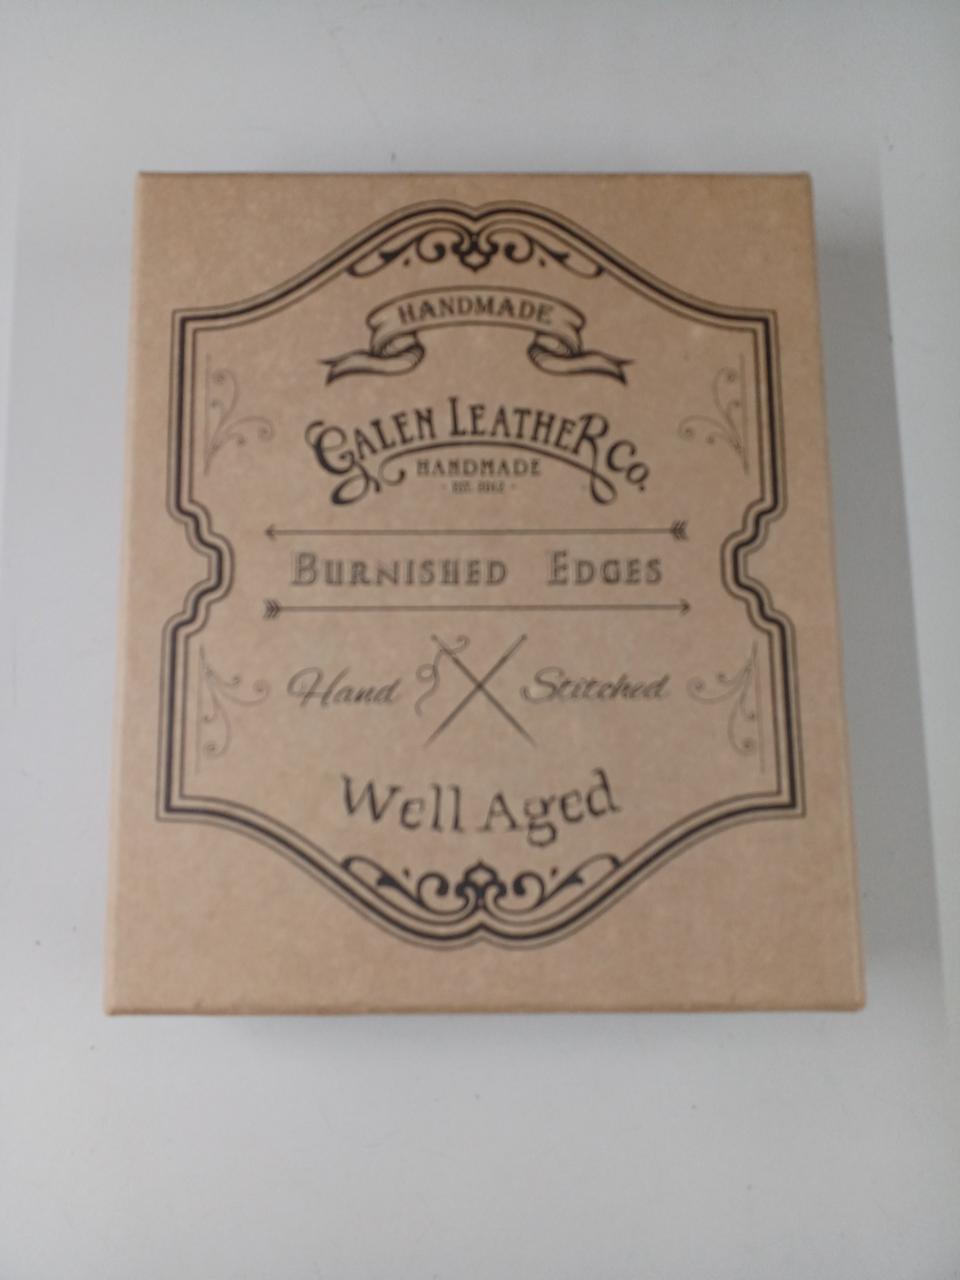 HANDMADE
GALEN LEATHER CO.
HANDMADE
BURNISHED EDGES
Hand Stitched
Well Aged